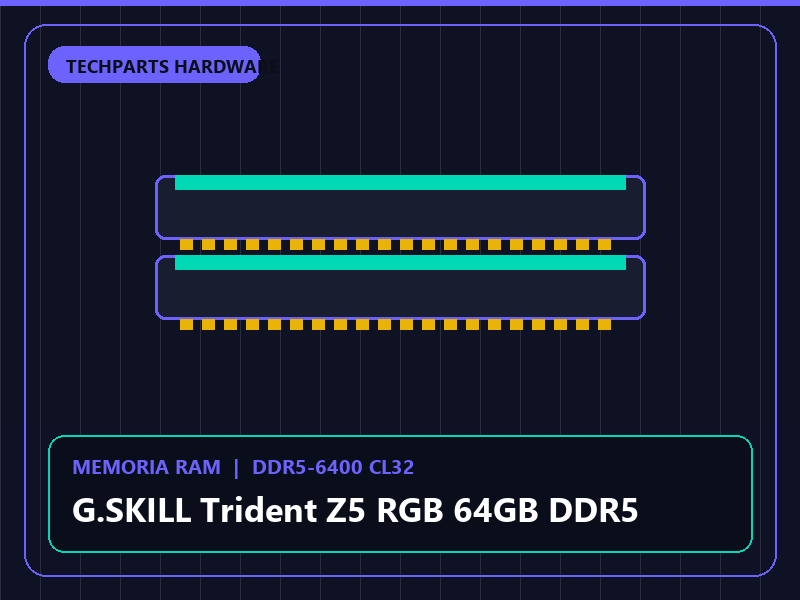 TECHPARTS HARDWARE
MEMORIA RAM | DDR5-6400 CL32
G.SKILL Trident Z5 RGB 64GB DDR5